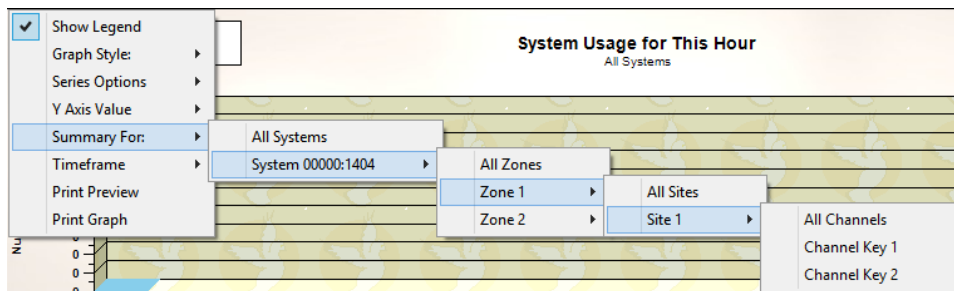 Show Legend
Graph Style:
Series Options
Y Axis Value
Summary For:
Timeframe
Print Preview
Print Graph
All Systems
System 00000:1404
All Zones
Zone 1
Zone 2
All Sites
Site 1
All Channels
Channel Key 1
Channel Key 2
System Usage for This Hour
All Systems
Nu
0
0